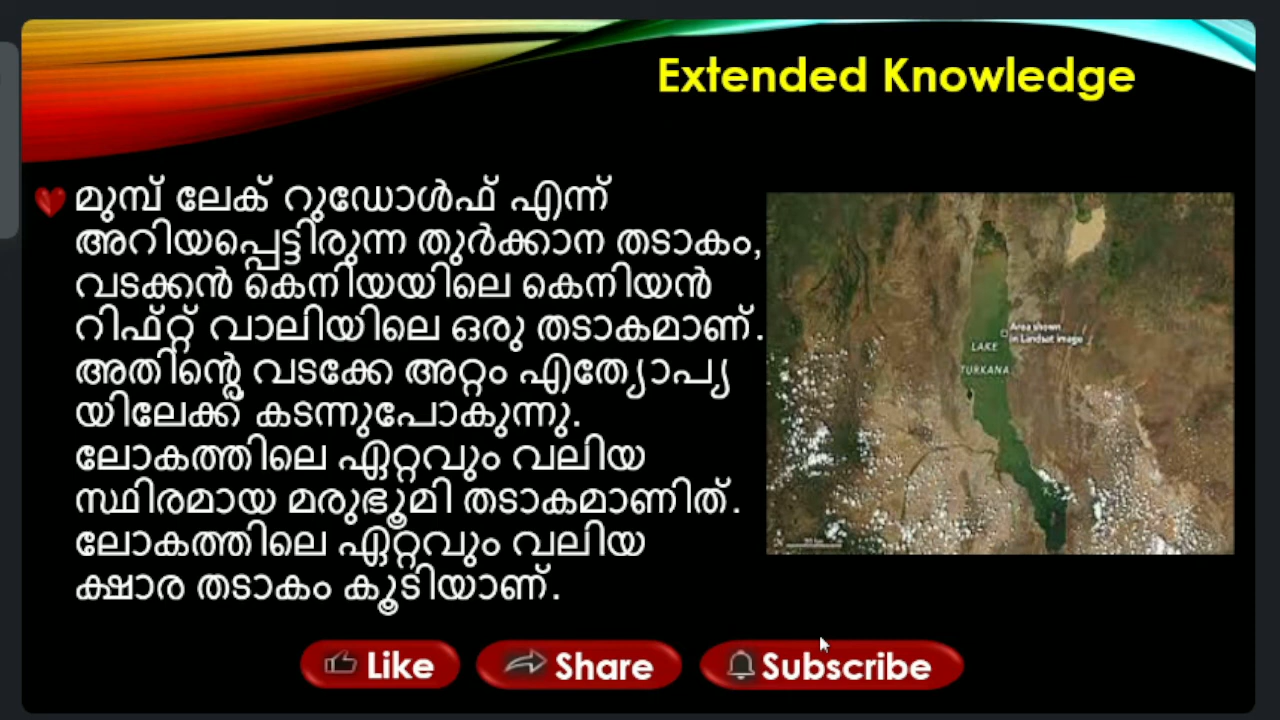 Extended Knowledge
മുമ്പ് ലേക് റുഡോൾഫ് എന്ന്
അറിയപ്പെട്ടിരുന്ന തുർക്കാന തടാകം,
വടക്കൻ കെനിയയിലെ കെനിയൻ
റിഫ്റ്റ് വാലിയിലെ ഒരു തടാകമാണ്.
അതിന്റെ വടക്കേ അറ്റം എത്യോപ്യ
യിലേക്ക് കടന്നുപോകുന്നു.
ലോകത്തിലെ ഏറ്റവും വലിയ
സ്ഥിരമായ മരുഭൂമി തടാകമാണിത്.
ലോകത്തിലെ ഏറ്റവും വലിയ
ക്ഷാര തടാകം കൂടിയാണ്.
Area shown
in Landsat image
LAKE
TURKANA
Like
Share
Subscribe